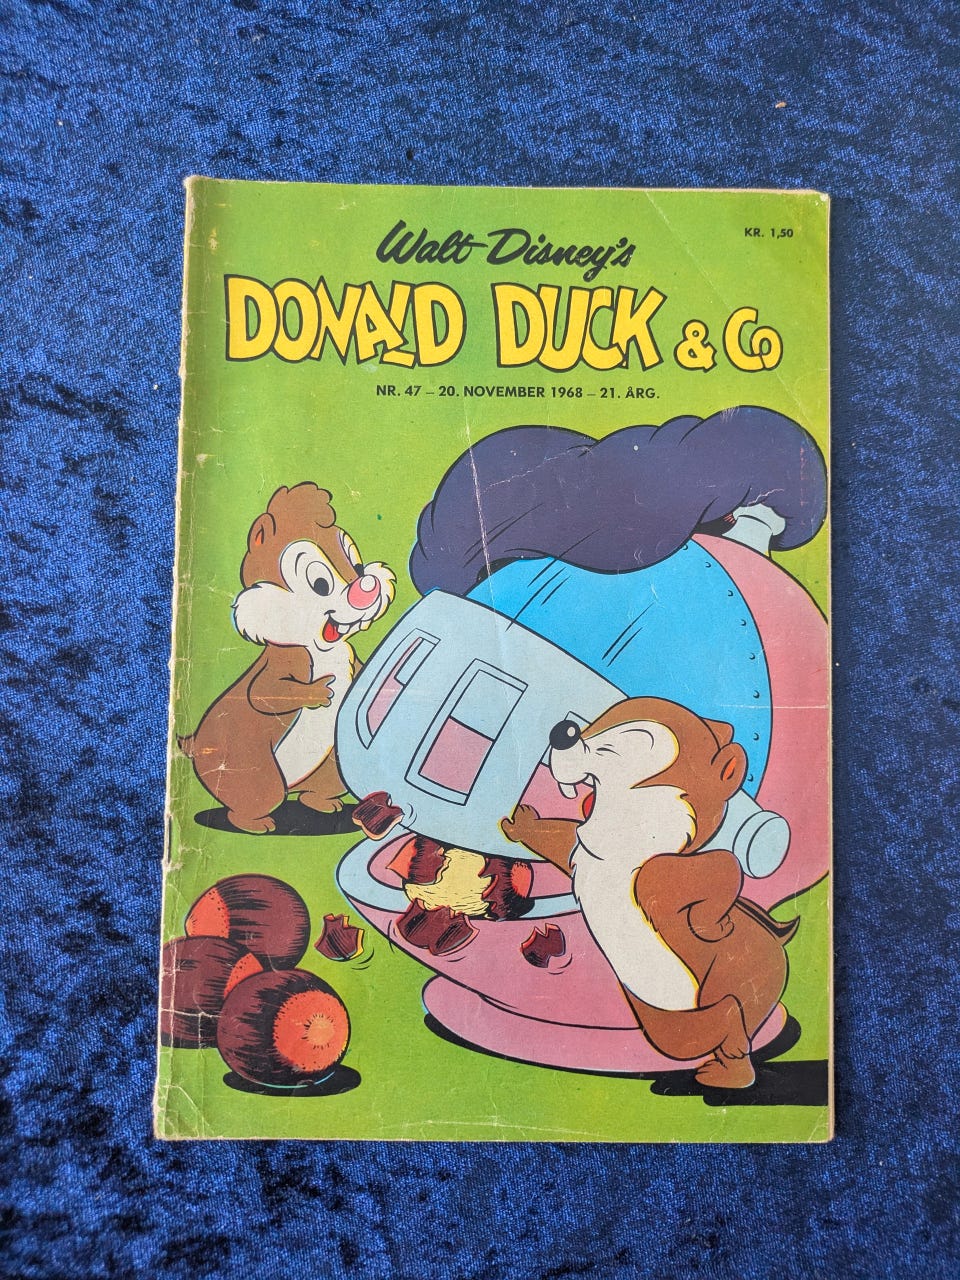 Walt Disney's
KR. 1,50
DONALD DUCK & Co
NR. 47 – 20. NOVEMBER 1968 – 21. ÅRG.